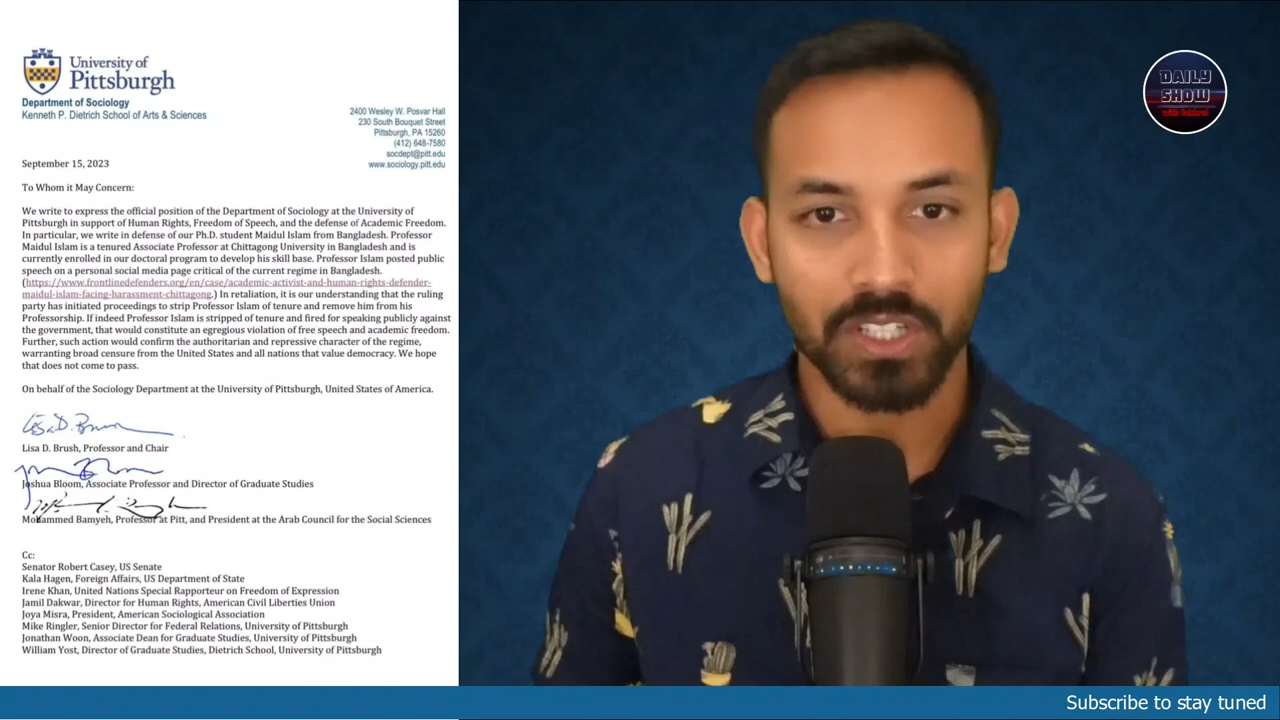 University of
Pittsburgh
Department of Sociology
Kenneth P. Dietrich School of Arts & Sciences
2400 Wesley W. Posvar Hall
230 South Bouquet Street
Pittsburgh, PA 15260
(412) 648-7580
socdept@pitt.edu
www.sociology.pitt.edu
September 15, 2023
To Whom it May Concern:
We write to express the official position of the Department of Sociology at the University of
Pittsburgh in support of Human Rights, Freedom of Speech, and the defense of Academic Freedom.
In particular, we write in defense of our Ph.D. student Maidul Islam from Bangladesh. Professor
Maidul Islam is a tenured Associate Professor at Chittagong University in Bangladesh and is
currently enrolled in our doctoral program to develop his skill base. Professor Islam posted public
speech on a personal social media page critical of the current regime in Bangladesh.
(https://www.frontlinedefenders.org/en/case/academic-activist-and-human-rights-defender-
maidul-islam-facing-harassment-chittagong.) In retaliation, it is our understanding that the ruling
party has initiated proceedings to strip Professor Islam of tenure and remove him from his
Professorship. If indeed Professor Islam is stripped of tenure and fired for speaking publicly against
the government, that would constitute an egregious violation of free speech and academic freedom.
Further, such action would confirm the authoritarian and repressive character of the regime,
warranting broad censure from the United States and all nations that value democracy. We hope
that does not come to pass.
On behalf of the Sociology Department at the University of Pittsburgh, United States of America.
Lisa D. Brush
Lisa D. Brush, Professor and Chair
Joshua Bloom, Associate Professor and Director of Graduate Studies
Mohammed Bamyeh, Professor at Pitt, and President at the Arab Council for the Social Sciences
Cc:
Senator Robert Casey, US Senate
Kala Hagen, Foreign Affairs, US Department of State
Irene Khan, United Nations Special Rapporteur on Freedom of Expression
Jamil Dakwar, Director for Human Rights, American Civil Liberties Union
Joya Misra, President, American Sociological Association
Mike Ringler, Senior Director for Federal Relations, University of Pittsburgh
Jonathan Woon, Associate Dean for Graduate Studies, University of Pittsburgh
William Yost, Director of Graduate Studies, Dietrich School, University of Pittsburgh
DAILY
SHOW
with
Subscribe to stay tuned